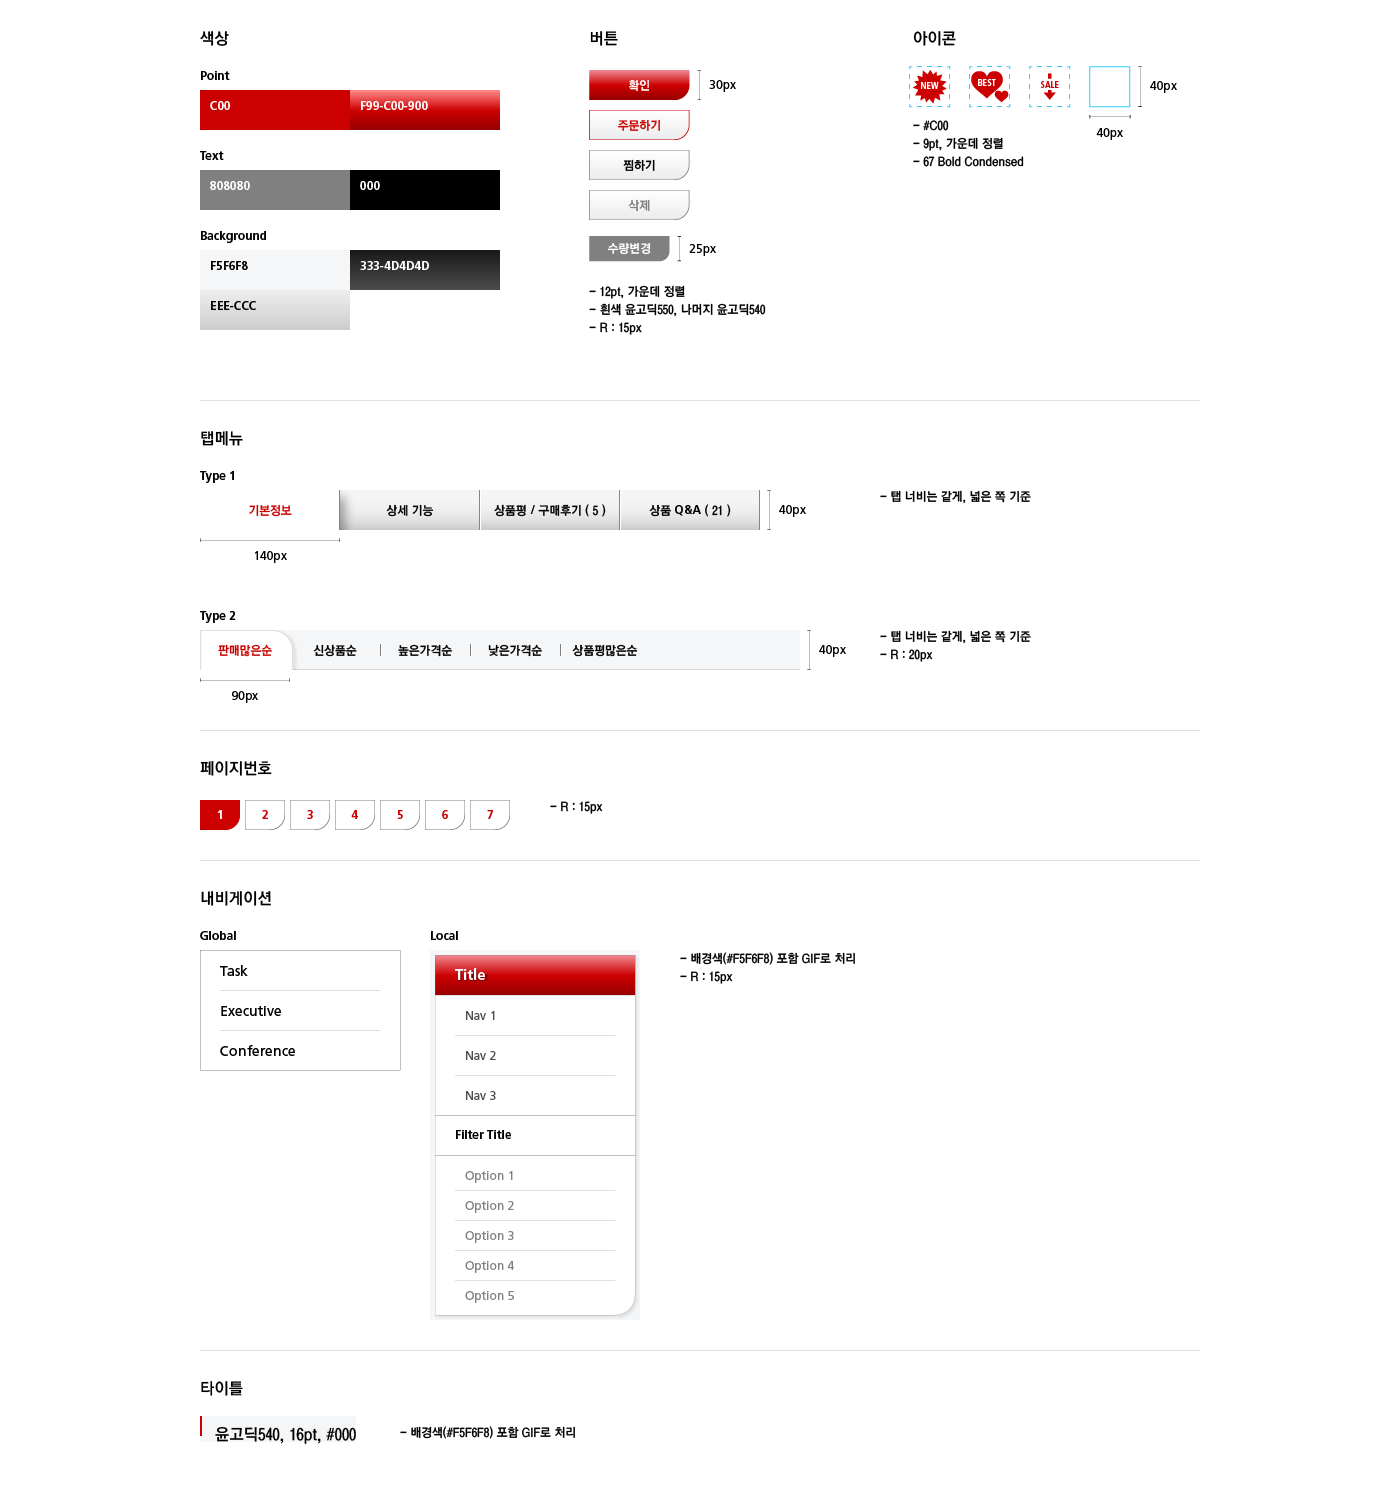 색상
Point
C00
F99-C00-900
Text
808080
000
Background
F5F6F8
333-4D4D4D
EEE-CCC
버튼
확인
30px
주문하기
찜하기
삭제
수량변경
25px
- 12pt, 가운데 정렬
- 흰색 윤고딕550, 나머지 윤고딕540
- R : 15px
아이콘
NEW
BEST
SALE
40px
40px
- #C00
- 9pt, 가운데 정렬
- 67 Bold Condensed
탭메뉴
Type 1
기본정보
상세 기능
상품평 / 구매후기 ( 5 )
상품 Q&A ( 21 )
40px
140px
- 탭 너비는 같게, 넓은 쪽 기준
Type 2
판매많은순
신상품순
높은가격순
낮은가격순
상품평많은순
40px
90px
- 탭 너비는 같게, 넓은 쪽 기준
- R : 20px
페이지번호
1
2
3
4
5
6
7
- R : 15px
내비게이션
Global
Task
Executive
Conference
Local
Title
Nav 1
Nav 2
Nav 3
Filter Title
Option 1
Option 2
Option 3
Option 4
Option 5
- 배경색(#F5F6F8) 포함 GIF로 처리
- R : 15px
타이틀
윤고딕540, 16pt, #000
- 배경색(#F5F6F8) 포함 GIF로 처리